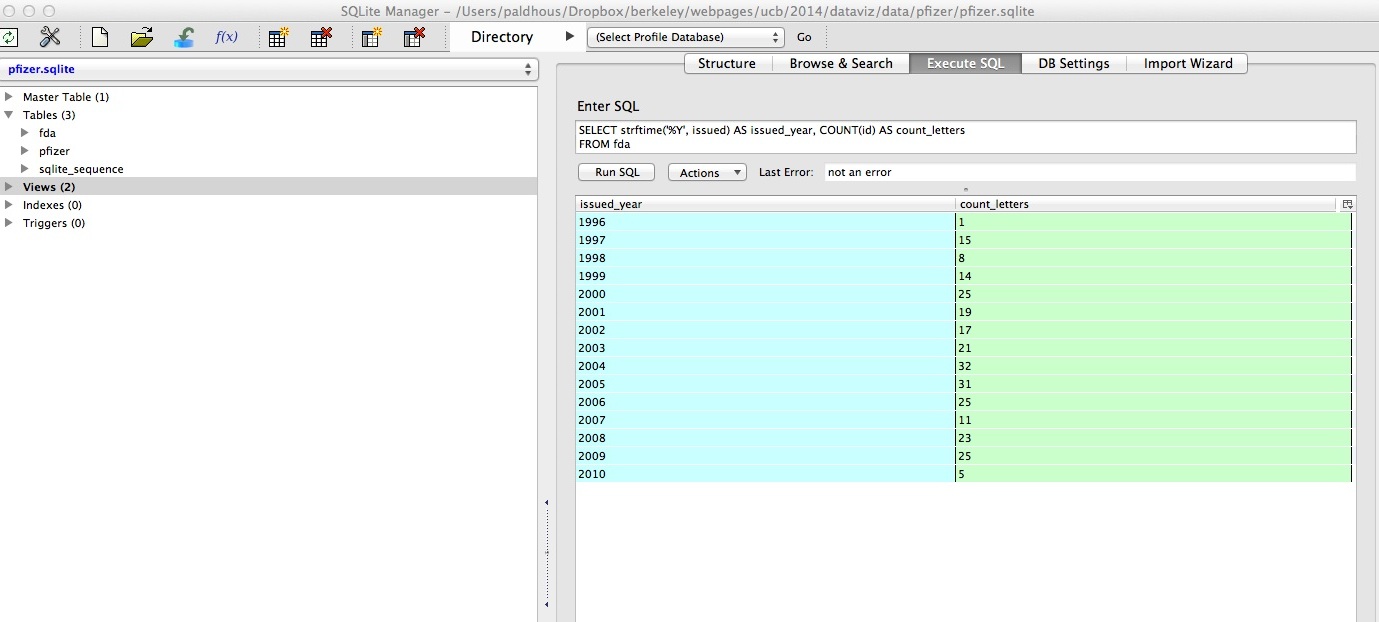 SQLite Manager – /Users/paldhous/Dropbox/berkeley/webpages/ucb/2014/dataviz/data/pfizer/pfizer.sqlite
f(x) Directory (Select Profile Database) Go
pfizer.sqlite
Structure Browse & Search Execute SQL DB Settings Import Wizard
Master Table (1)
Tables (3)
fda
pfizer
sqlite_sequence
Views (2)
Indexes (0)
Triggers (0)
Enter SQL
SELECT strftime('%Y', issued) AS issued_year, COUNT(id) AS count_letters
FROM fda
Run SQL Actions Last Error: not an error
issued_year count_letters
1996 1
1997 15
1998 8
1999 14
2000 25
2001 19
2002 17
2003 21
2004 32
2005 31
2006 25
2007 11
2008 23
2009 25
2010 5